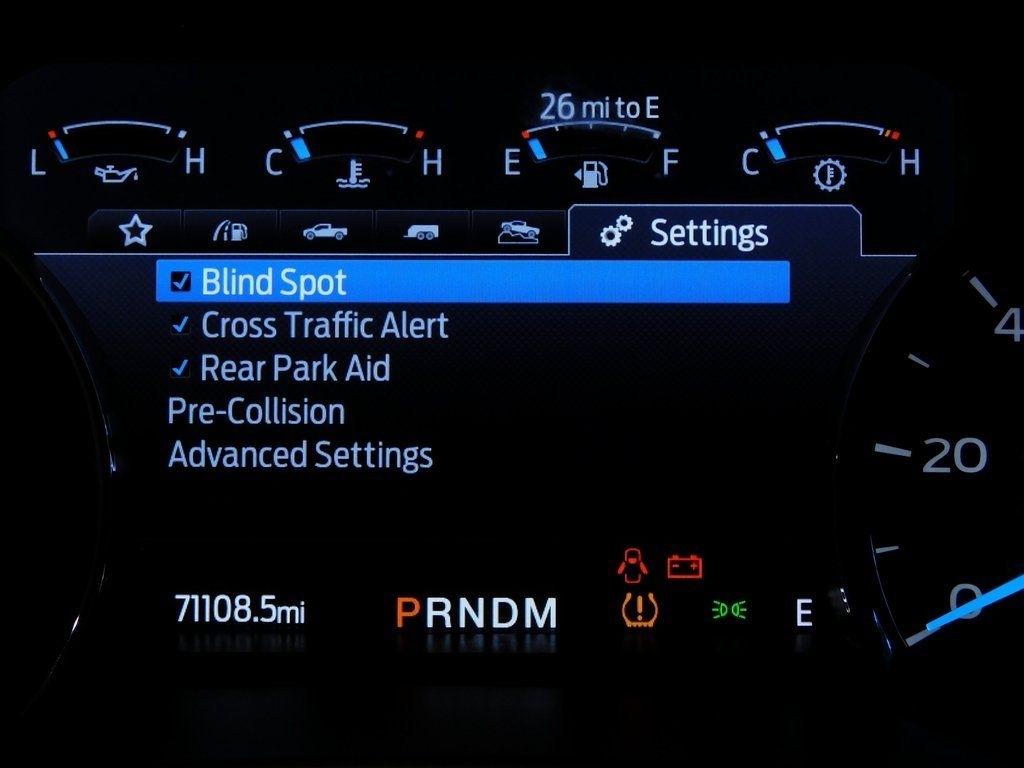 26 mi to E
L H C H E F C H
Settings
Blind Spot
Cross Traffic Alert
Rear Park Aid
Pre-Collision
Advanced Settings
4
20
0
71108.5mi PRNDM E